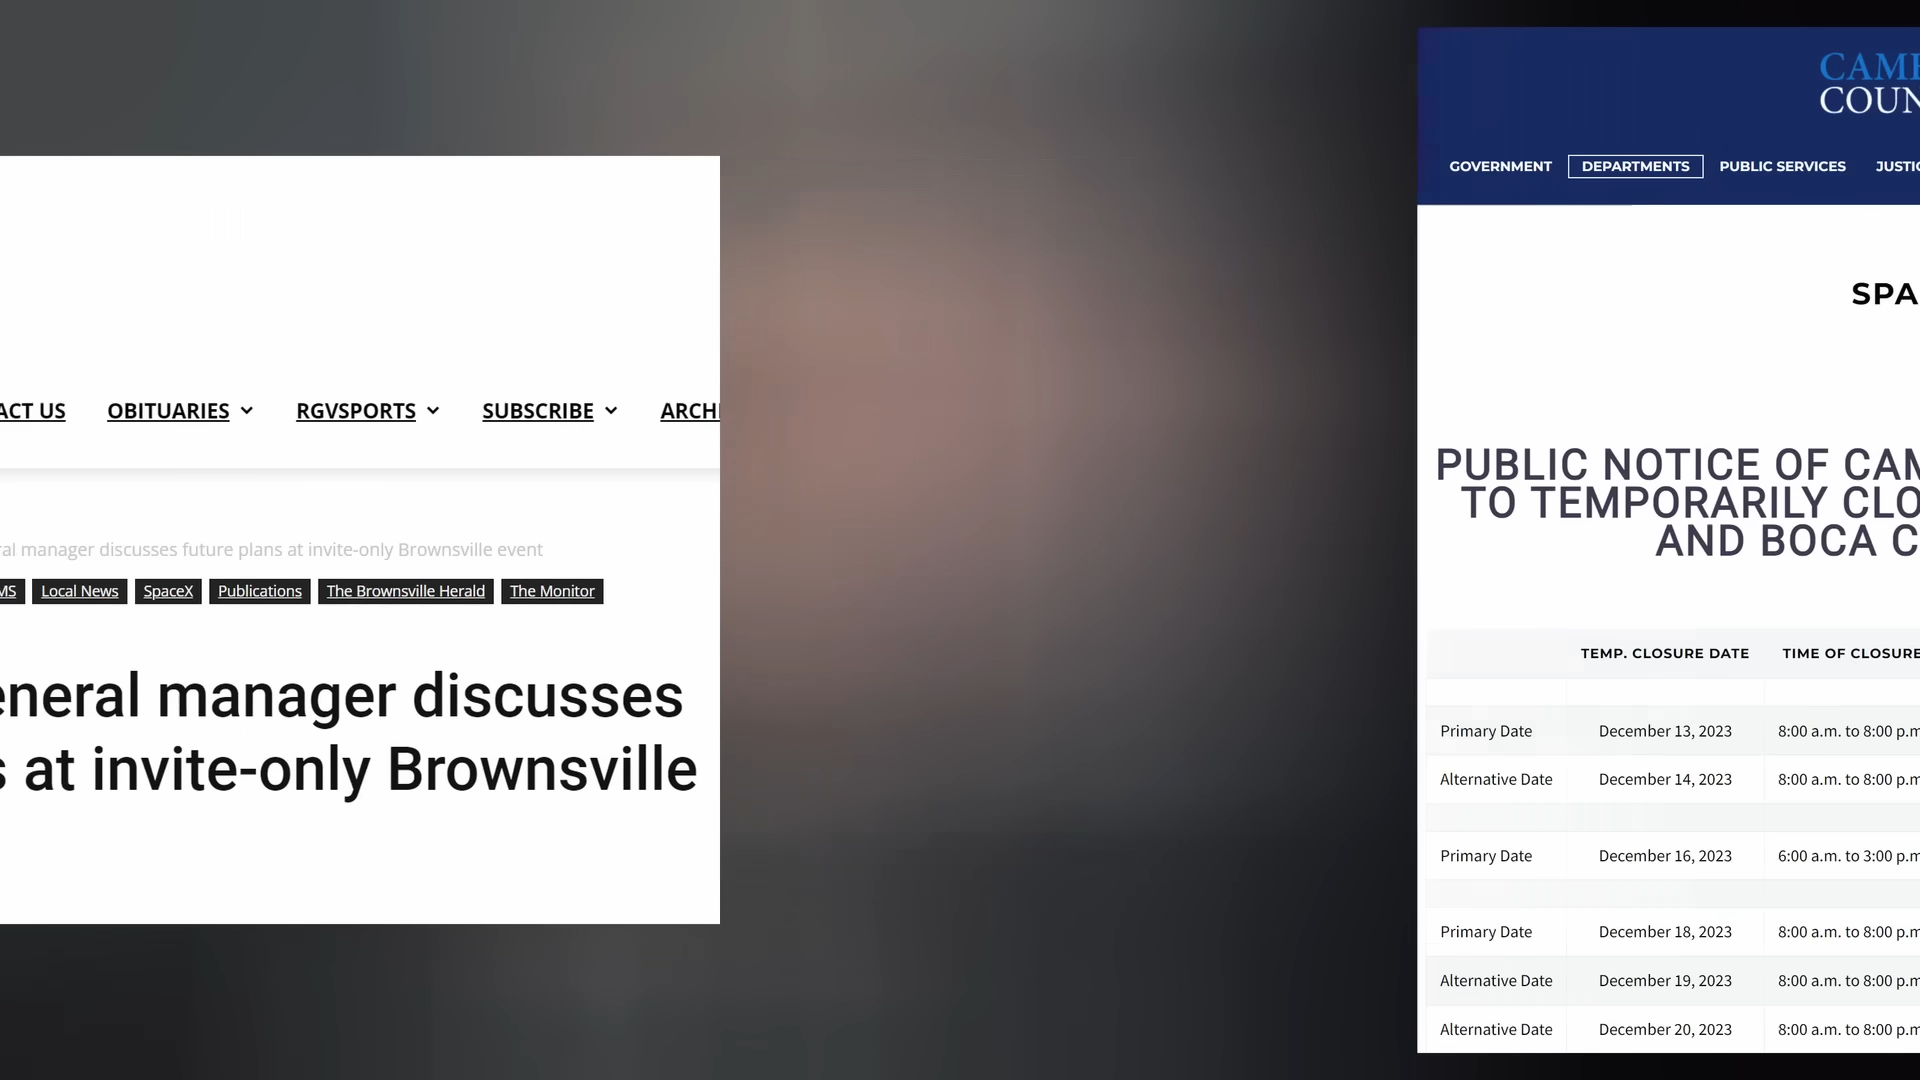 ACT US OBITUARIES RGVSPORTS SUBSCRIBE ARCHI
al manager discusses future plans at invite-only Brownsville event
MS Local News SpaceX Publications The Brownsville Herald The Monitor
eneral manager discusses
s at invite-only Brownsville
CAME
COUN
GOVERNMENT DEPARTMENTS PUBLIC SERVICES JUSTIC
SPA
PUBLIC NOTICE OF CAM
TO TEMPORARILY CLO
AND BOCA C
TEMP. CLOSURE DATE TIME OF CLOSURE
Primary Date December 13, 2023 8:00 a.m. to 8:00 p.m
Alternative Date December 14, 2023 8:00 a.m. to 8:00 p.m
Primary Date December 16, 2023 6:00 a.m. to 3:00 p.m
Primary Date December 18, 2023 8:00 a.m. to 8:00 p.m
Alternative Date December 19, 2023 8:00 a.m. to 8:00 p.m
Alternative Date December 20, 2023 8:00 a.m. to 8:00 p.m